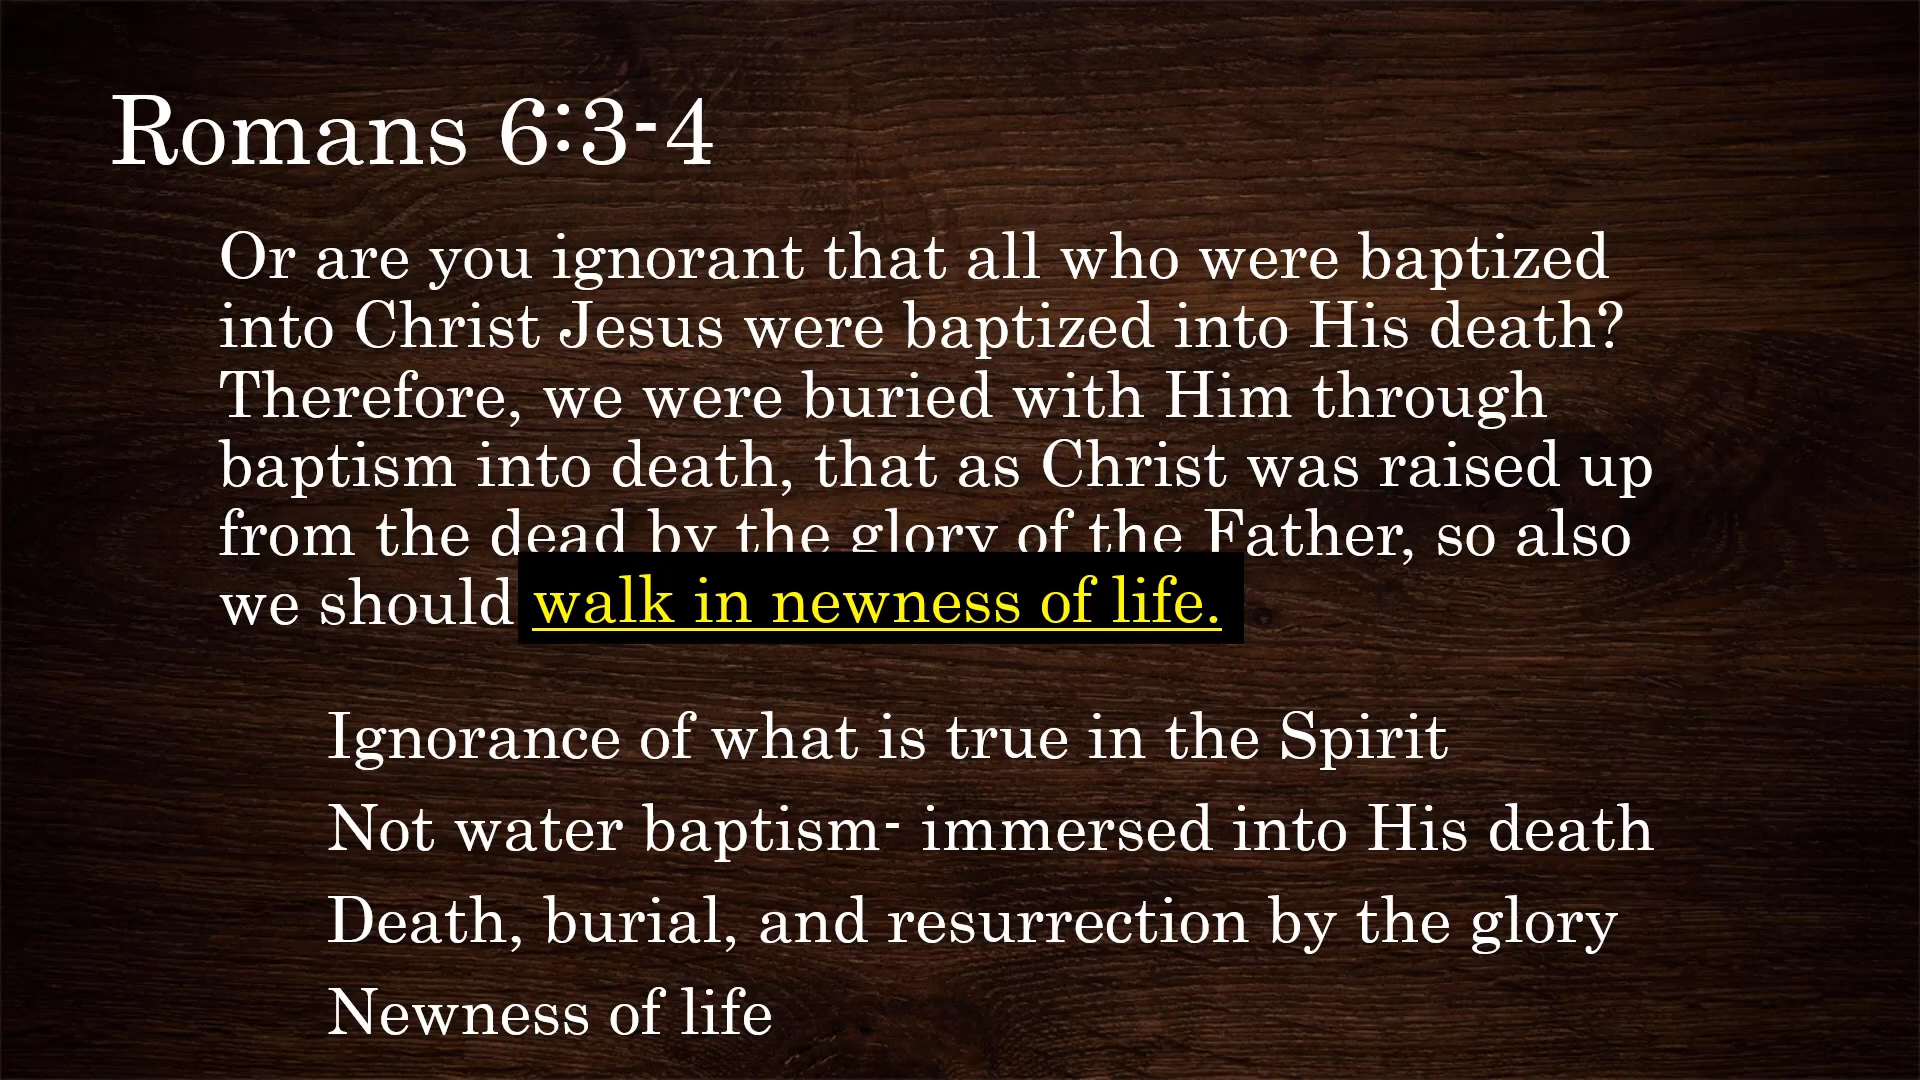 Romans 6:3-4
Or are you ignorant that all who were baptized
into Christ Jesus were baptized into His death?
Therefore, we were buried with Him through
baptism into death, that as Christ was raised up
from the dead by the glory of the Father, so also
we should walk in newness of life.
Ignorance of what is true in the Spirit
Not water baptism- immersed into His death
Death, burial, and resurrection by the glory
Newness of life